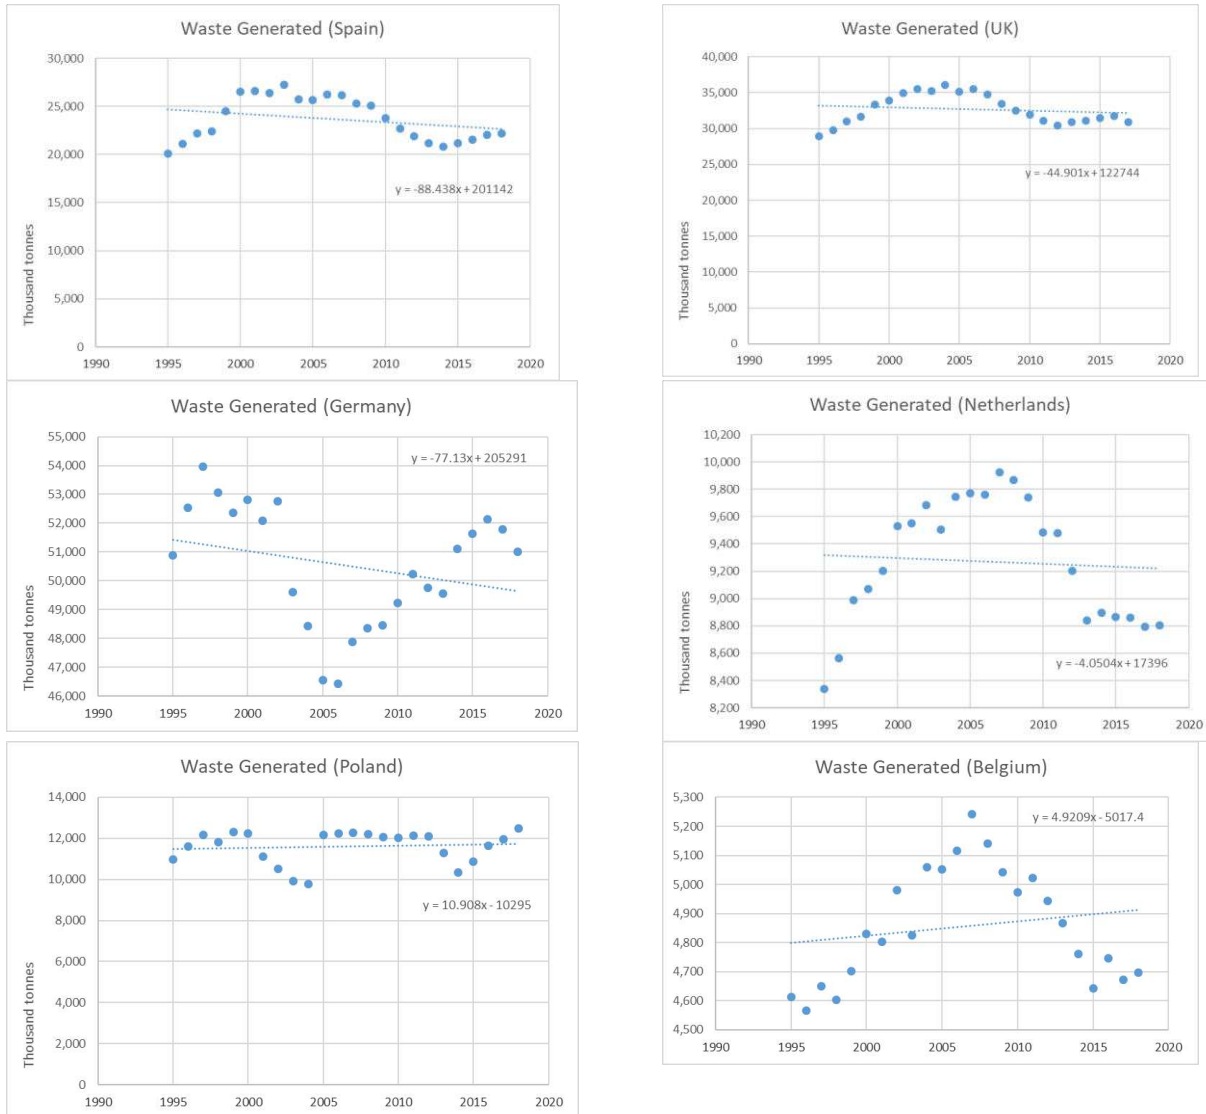 Waste Generated (Spain)
30,000
25,000
20,000
15,000
10,000
5,000
0
Thousand tonnes
y = -88.438x + 201142
1990 1995 2000 2005 2010 2015 2020
Waste Generated (UK)
40,000
35,000
30,000
25,000
20,000
15,000
10,000
5,000
0
Thousand tonnes
y = -44.901x + 122744
1990 1995 2000 2005 2010 2015 2020
Waste Generated (Germany)
55,000
54,000
53,000
52,000
51,000
50,000
49,000
48,000
47,000
46,000
Thousand tonnes
y = -77.13x + 205291
1990 1995 2000 2005 2010 2015 2020
Waste Generated (Netherlands)
10,200
10,000
9,800
9,600
9,400
9,200
9,000
8,800
8,600
8,400
8,200
Thousand tonnes
y = -4.0504x + 17396
1990 1995 2000 2005 2010 2015 2020
Waste Generated (Poland)
14,000
12,000
10,000
8,000
6,000
4,000
2,000
0
Thousand tonnes
y = 10.908x - 10295
1990 1995 2000 2005 2010 2015 2020
Waste Generated (Belgium)
5,300
5,200
5,100
5,000
4,900
4,800
4,700
4,600
4,500
y = 4.9209x - 5017.4
1990 1995 2000 2005 2010 2015 2020